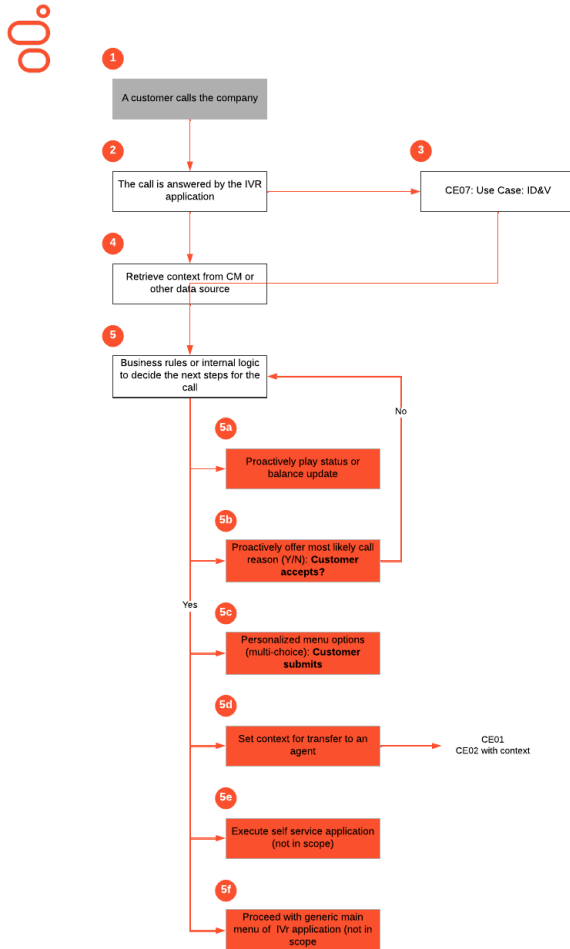 1
A customer calls the company
2
3
The call is answered by the IVR
application
CE07: Use Case: ID&V
4
Retrieve context from CM or
other data source
5
Business rules or internal logic
to decide the next steps for the
call
No
5a
Proactively play status or
balance update
5b
Proactively offer most likely call
reason (Y/N): Customer
accepts?
Yes
5c
Personalized menu options
(multi-choice): Customer
submits
5d
Set context for transfer to an
agent
CE01
CE02 with context
5e
Execute self service application
(not in scope)
5f
Proceed with generic main
menu of IVr application (not in
scope